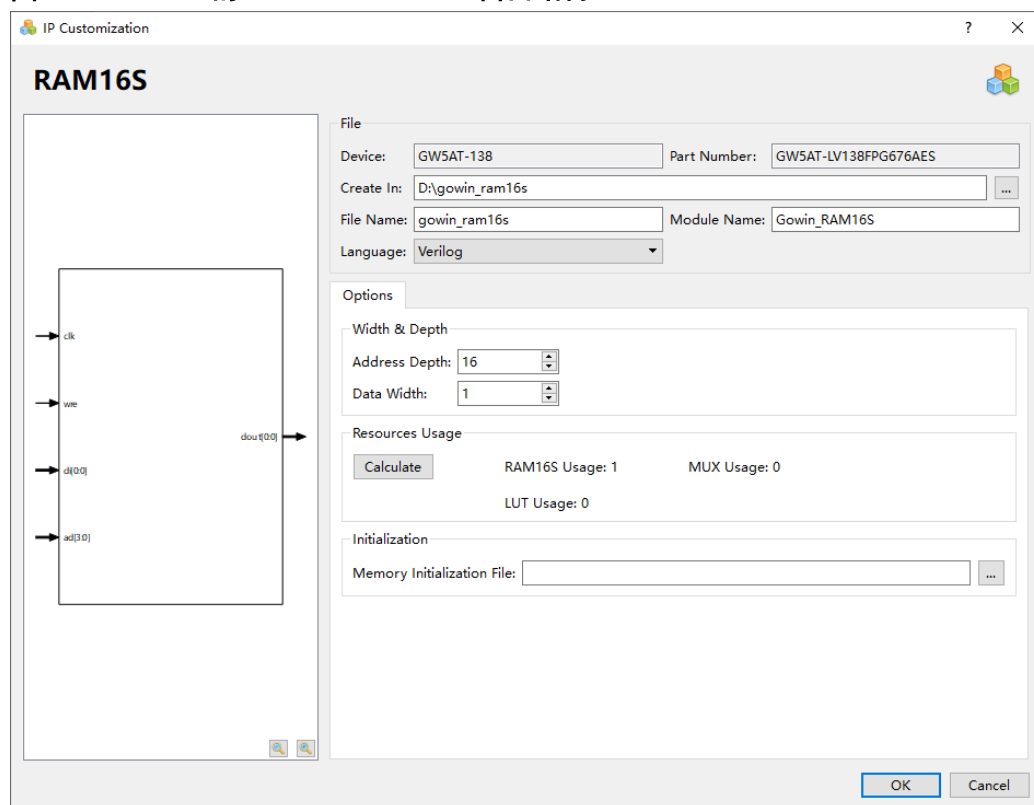 IP Customization
?
RAM16S
File
Device: GW5AT-138 Part Number: GW5AT-LV138FPG676AES
Create In: D:\gowin_ram16s ...
File Name: gowin_ram16s Module Name: Gowin_RAM16S
Language: Verilog
Options
Width & Depth
Address Depth: 16
Data Width: 1
Resources Usage
Calculate RAM16S Usage: 1 MUX Usage: 0
LUT Usage: 0
Initialization
Memory Initialization File: ...
clk
wre
dout[0:0]
di[0:0]
ad[3:0]
OK Cancel